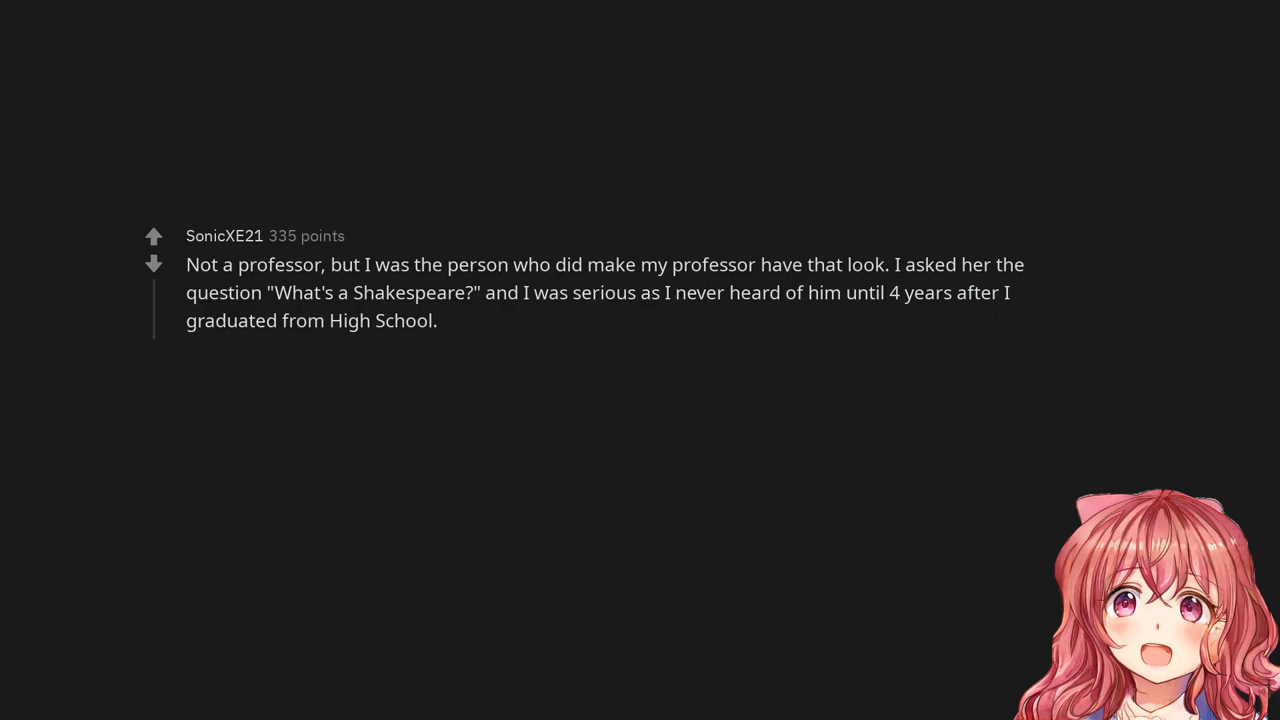 SonicXE21 335 points
Not a professor, but I was the person who did make my professor have that look. I asked her the
question "What's a Shakespeare?" and I was serious as I never heard of him until 4 years after I
graduated from High School.